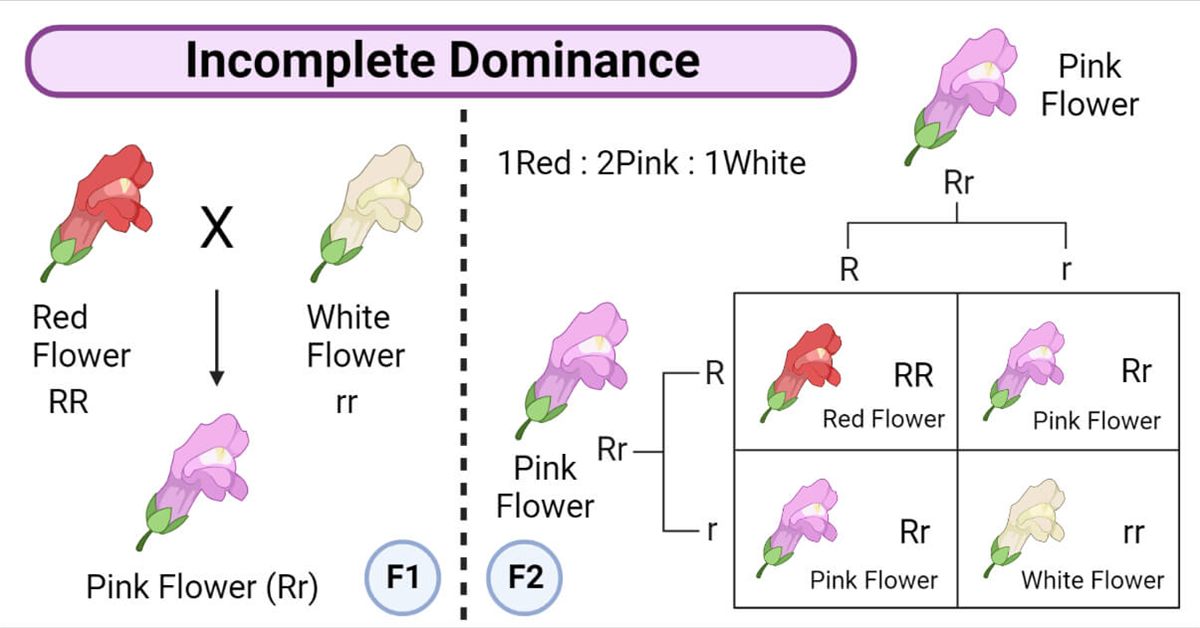 Incomplete Dominance
Red
Flower
RR
X
White
Flower
rr
Pink Flower (Rr)
F1
F2
1Red : 2Pink : 1White
Pink
Flower
Rr
R
r
Pink
Flower
Rr
R
r
RR
Red Flower
Rr
Pink Flower
Rr
Pink Flower
rr
White Flower